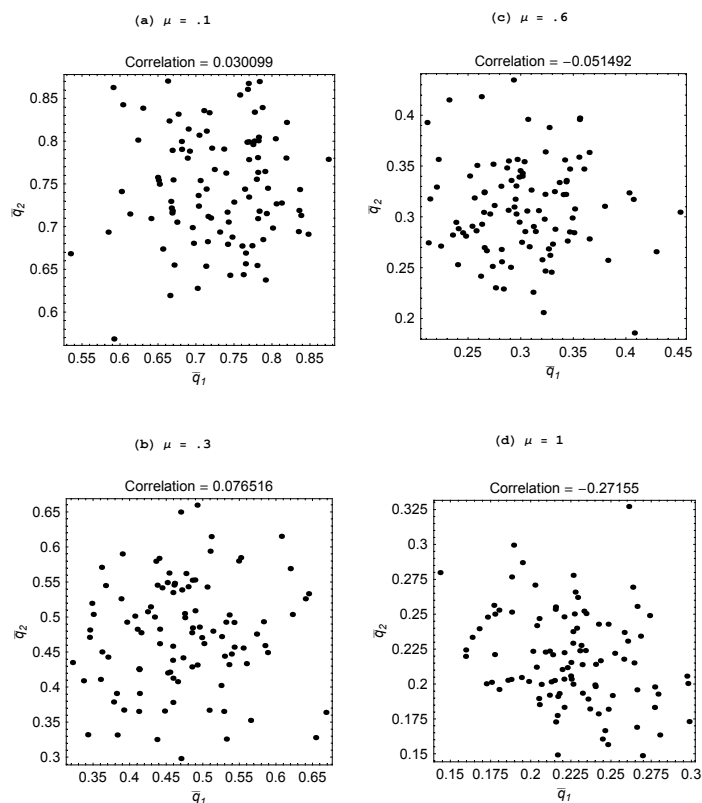 (a) μ = .1
Correlation = 0.030099
0.85
0.8
0.75
0.7
0.65
0.6
q̅2
0.55 0.6 0.65 0.7 0.75 0.8 0.85
q̅1
(c) μ = .6
Correlation = −0.051492
0.4
0.35
0.3
0.25
0.2
q̅2
0.25 0.3 0.35 0.4 0.45
q̅1
(b) μ = .3
Correlation = 0.076516
0.65
0.6
0.55
0.5
0.45
0.4
0.35
0.3
q̅2
0.35 0.4 0.45 0.5 0.55 0.6 0.65
q̅1
(d) μ = 1
Correlation = −0.27155
0.325
0.3
0.275
0.25
0.225
0.2
0.175
0.15
q̅2
0.15 0.175 0.2 0.225 0.25 0.275 0.3
q̅1